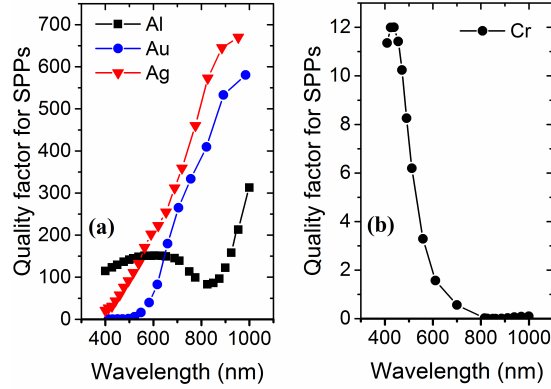 Quality factor for SPPs
700
600
500
400
300
200
100
0
Al
Au
Ag
(a)
400 600 800 1000
Wavelength (nm)
Quality factor for SPPs
12
10
8
6
4
2
0
Cr
(b)
400 600 800 1000
Wavelength (nm)